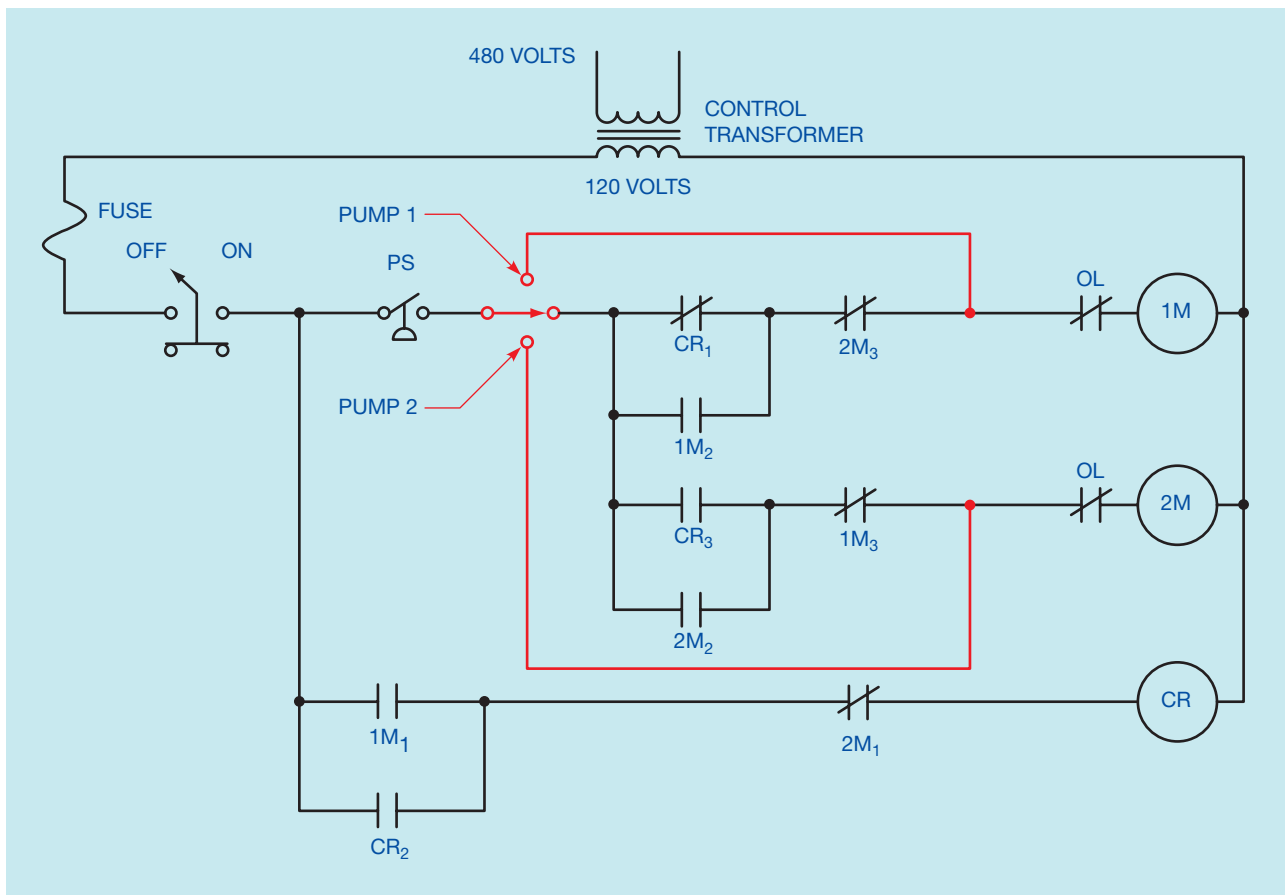 480 VOLTS
CONTROL
TRANSFORMER
120 VOLTS
FUSE
PUMP 1
OFF
ON
PS
OL
1M
CR₁
2M₃
PUMP 2
1M₂
OL
2M
CR₃
1M₃
2M₂
CR
1M₁
2M₁
CR₂